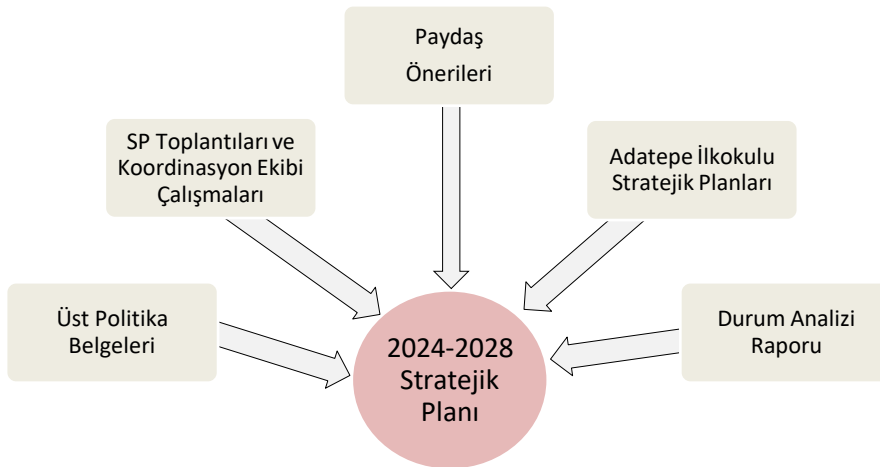 Paydaş
Önerileri
SP Toplantıları ve
Koordinasyon Ekibi
Çalışmaları
Adatepe İlkokulu
Stratejik Planları
Üst Politika
Belgeleri
Durum Analizi
Raporu
2024-2028
Stratejik
Planı